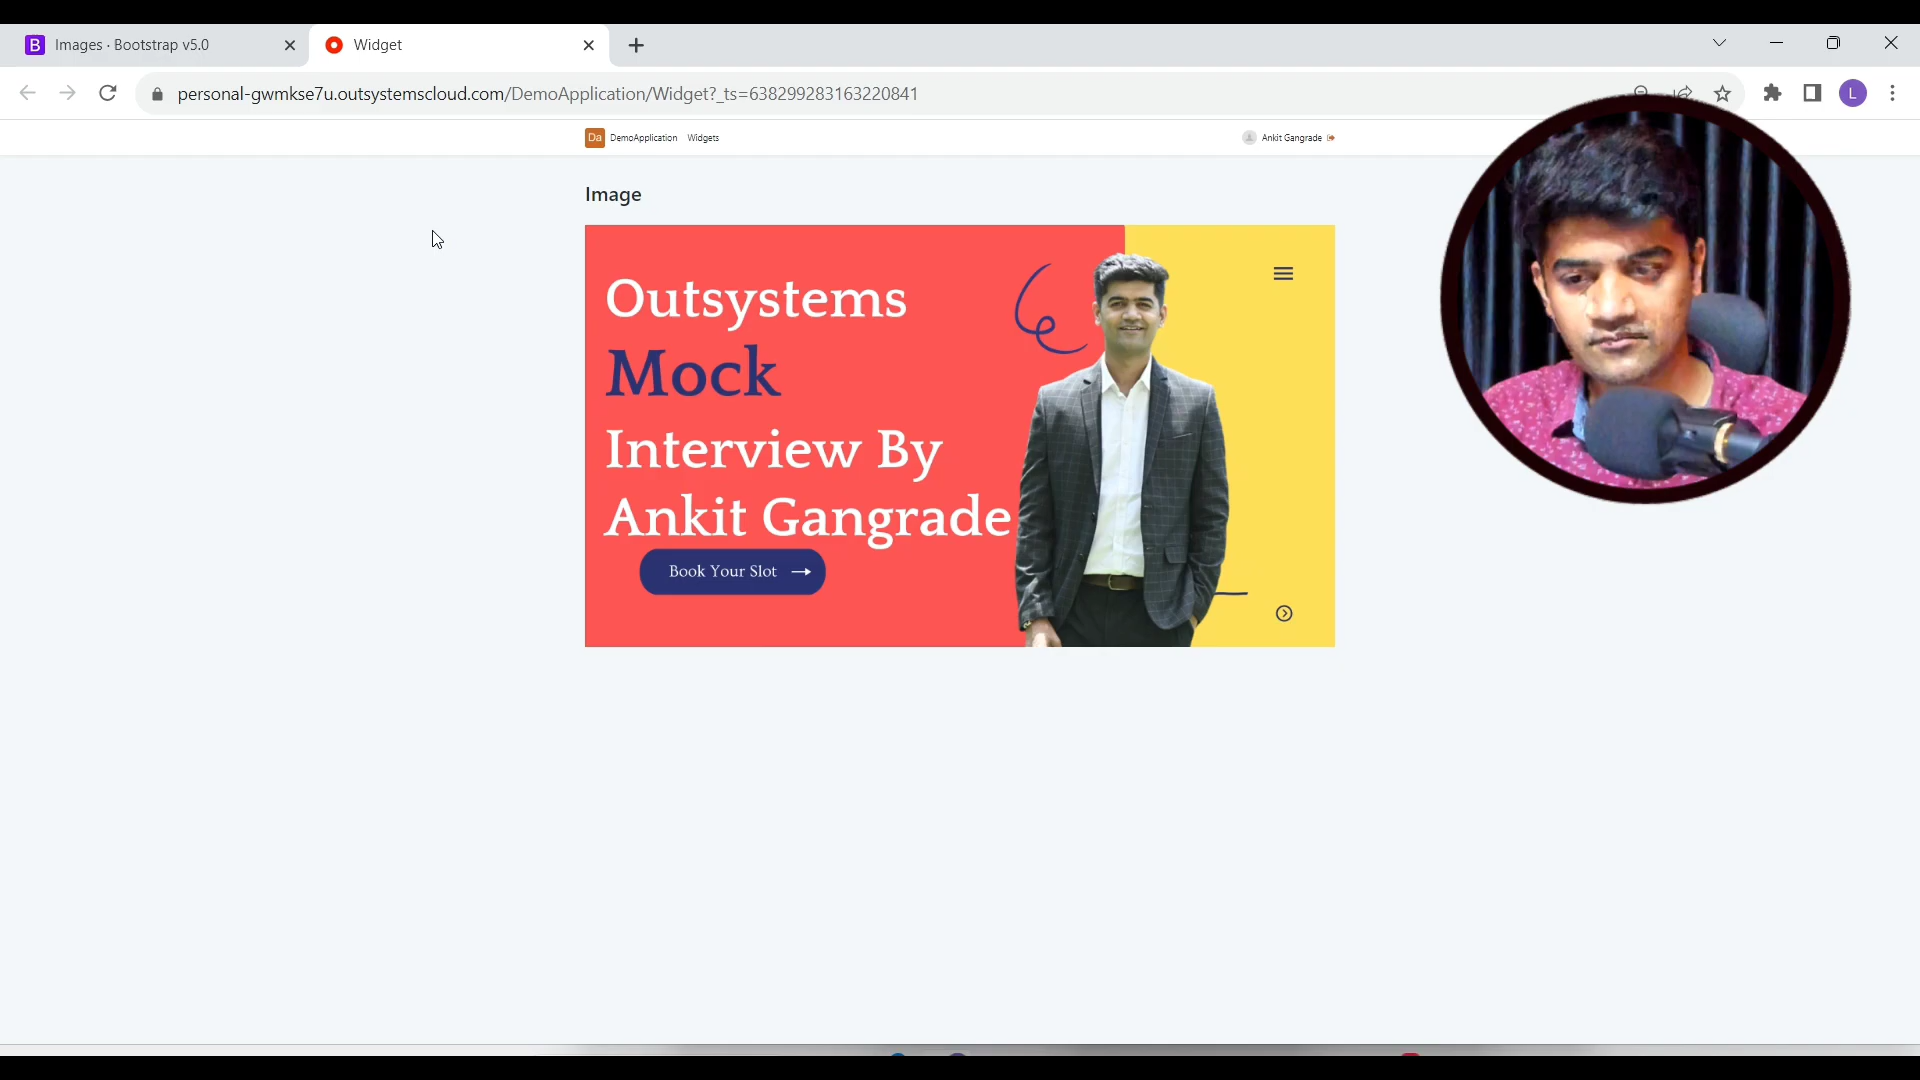 Images · Bootstrap v5.0
Widget
personal-gwmkse7u.outsystemscloud.com/DemoApplication/Widget?_ts=638299283163220841
L
Da DemoApplication Widgets
Ankit Gangrade
Image
Outsystems
Mock
Interview By
Ankit Gangrade
Book Your Slot